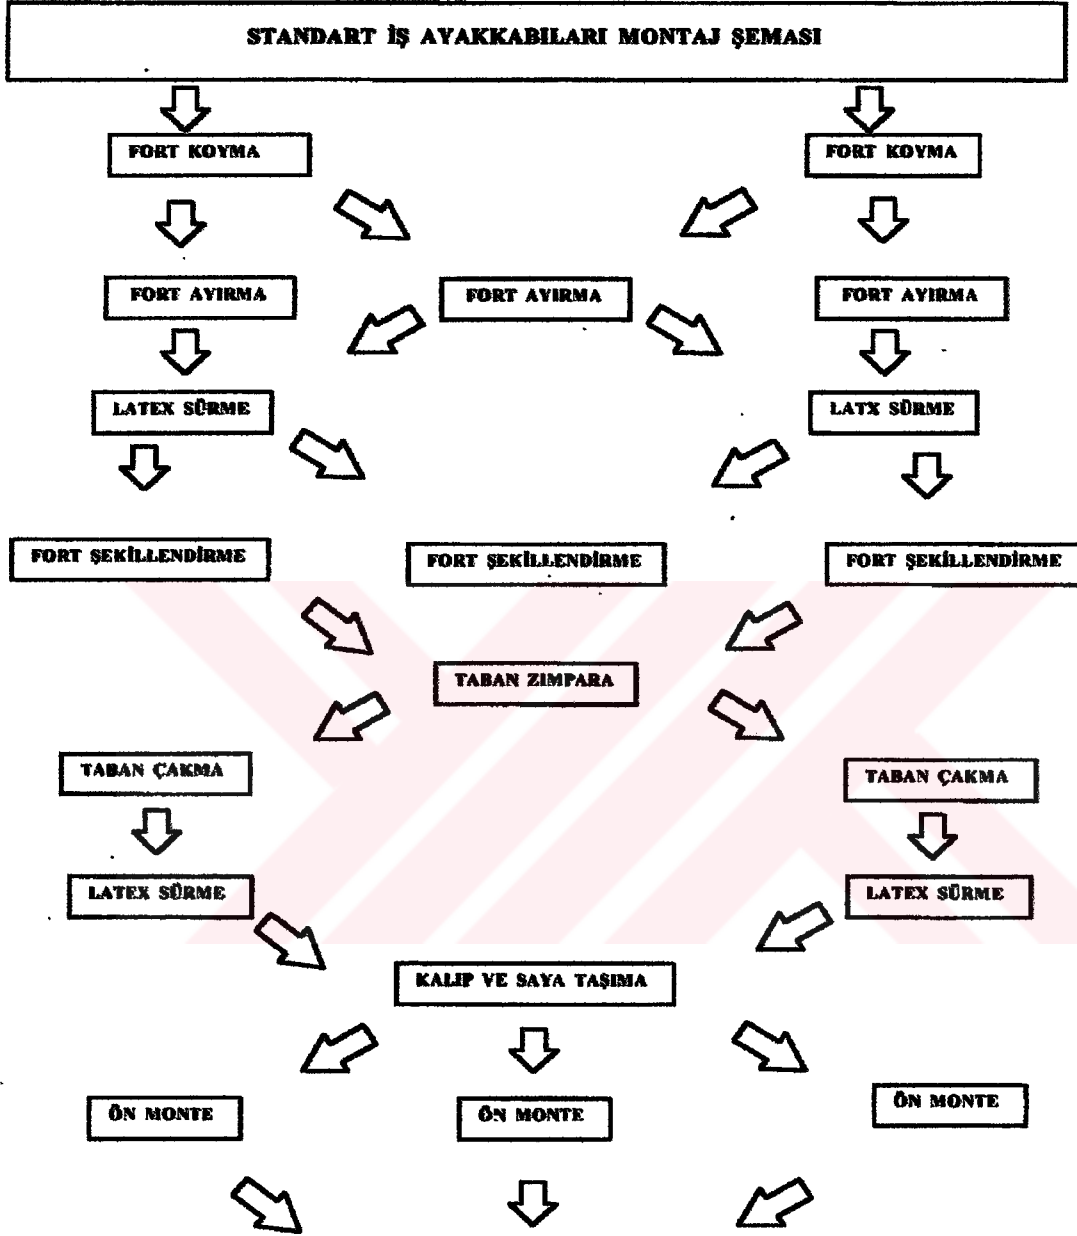 STANDART İŞ AYAKKABILARI MONTAJ ŞEMASI
FORT KOYMA
FORT KOYMA
FORT AYIRMA
FORT AYIRMA
FORT AYIRMA
LATEX SÜRME
LATX SÜRME
FORT ŞEKİLLENDİRME
FORT ŞEKİLLENDİRME
FORT ŞEKİLLENDİRME
TABAN ZIMPARA
TABAN ÇAKMA
TABAN ÇAKMA
LATEX SÜRME
LATEX SÜRME
KALIP VE SAYA TAŞIMA
ÖN MONTE
ÖN MONTE
ÖN MONTE